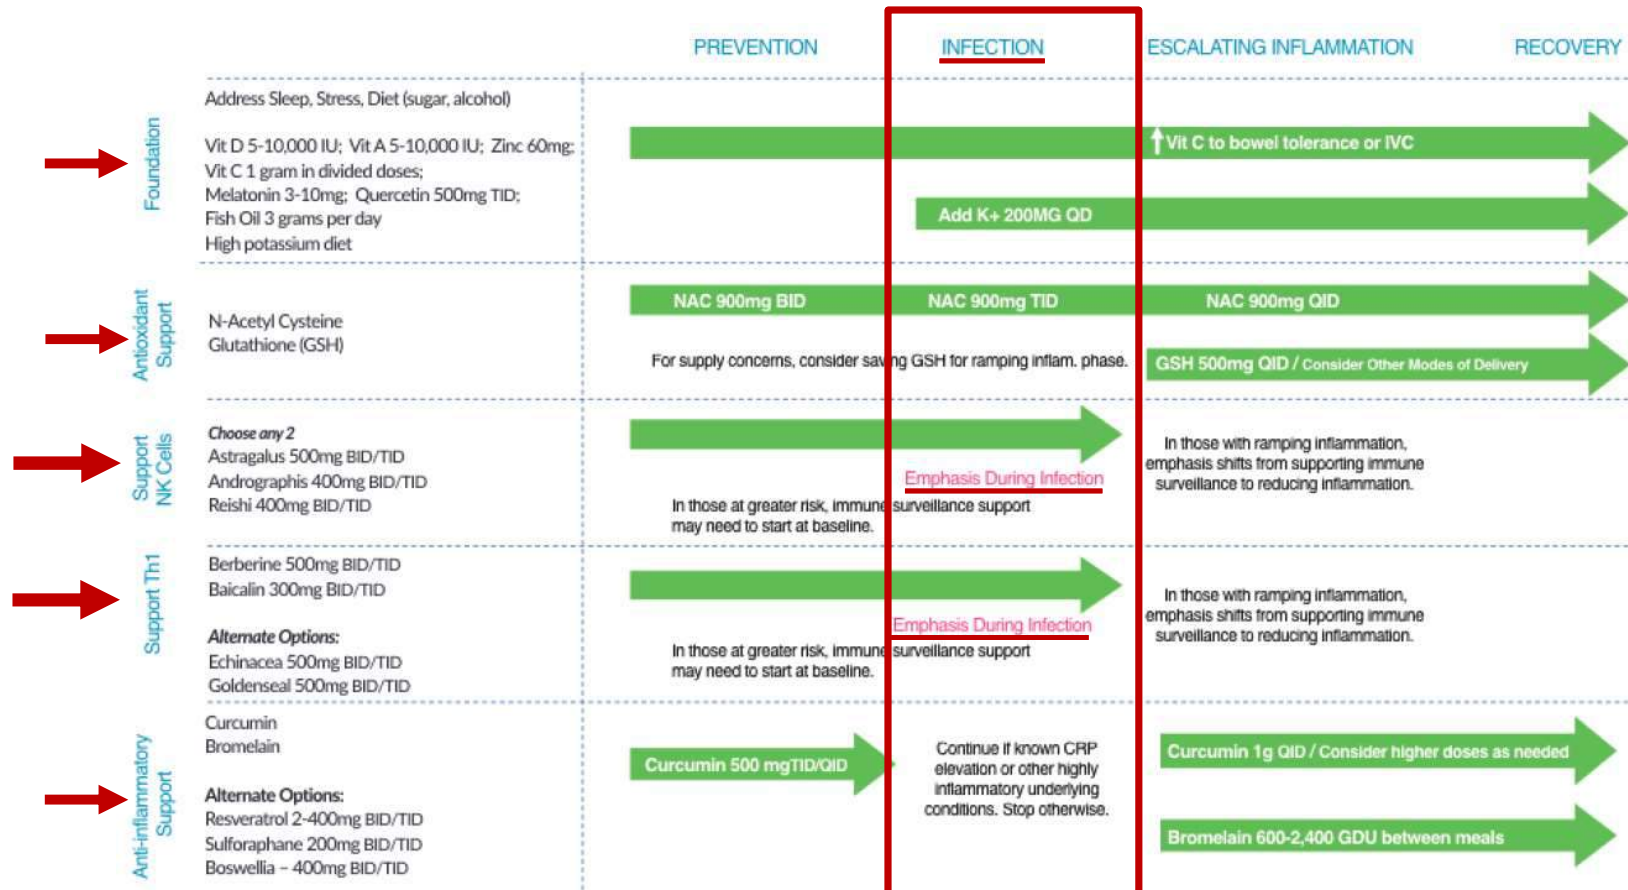 PREVENTION INFECTION ESCALATING INFLAMMATION RECOVERY
Foundation
Address Sleep, Stress, Diet (sugar, alcohol)
Vit D 5-10,000 IU; Vit A 5-10,000 IU; Zinc 60mg;
Vit C 1 gram in divided doses;
Melatonin 3-10mg; Quercetin 500mg TID;
Fish Oil 3 grams per day
High potassium diet
Vit C to bowel tolerance or IVC
Add K+ 200MG QD
Antioxidant
Support
N-Acetyl Cysteine
Glutathione (GSH)
NAC 900mg BID NAC 900mg TID NAC 900mg QID
For supply concerns, consider saving GSH for ramping inflam. phase.
GSH 500mg QID / Consider Other Modes of Delivery
Support
NK Cells
Choose any 2
Astragalus 500mg BID/TID
Andrographis 400mg BID/TID
Reishi 400mg BID/TID
Emphasis During Infection
In those at greater risk, immune surveillance support
may need to start at baseline.
In those with ramping inflammation,
emphasis shifts from supporting immune
surveillance to reducing inflammation.
Support Th1
Berberine 500mg BID/TID
Baicalin 300mg BID/TID
Alternate Options:
Echinacea 500mg BID/TID
Goldenseal 500mg BID/TID
Emphasis During Infection
In those at greater risk, immune surveillance support
may need to start at baseline.
In those with ramping inflammation,
emphasis shifts from supporting immune
surveillance to reducing inflammation.
Anti-inflammatory
Support
Curcumin
Bromelain
Alternate Options:
Resveratrol 2-400mg BID/TID
Sulforaphane 200mg BID/TID
Boswellia – 400mg BID/TID
Curcumin 500 mgTID/QID
Continue if known CRP
elevation or other highly
inflammatory underlying
conditions. Stop otherwise.
Curcumin 1g QID / Consider higher doses as needed
Bromelain 600-2,400 GDU between meals